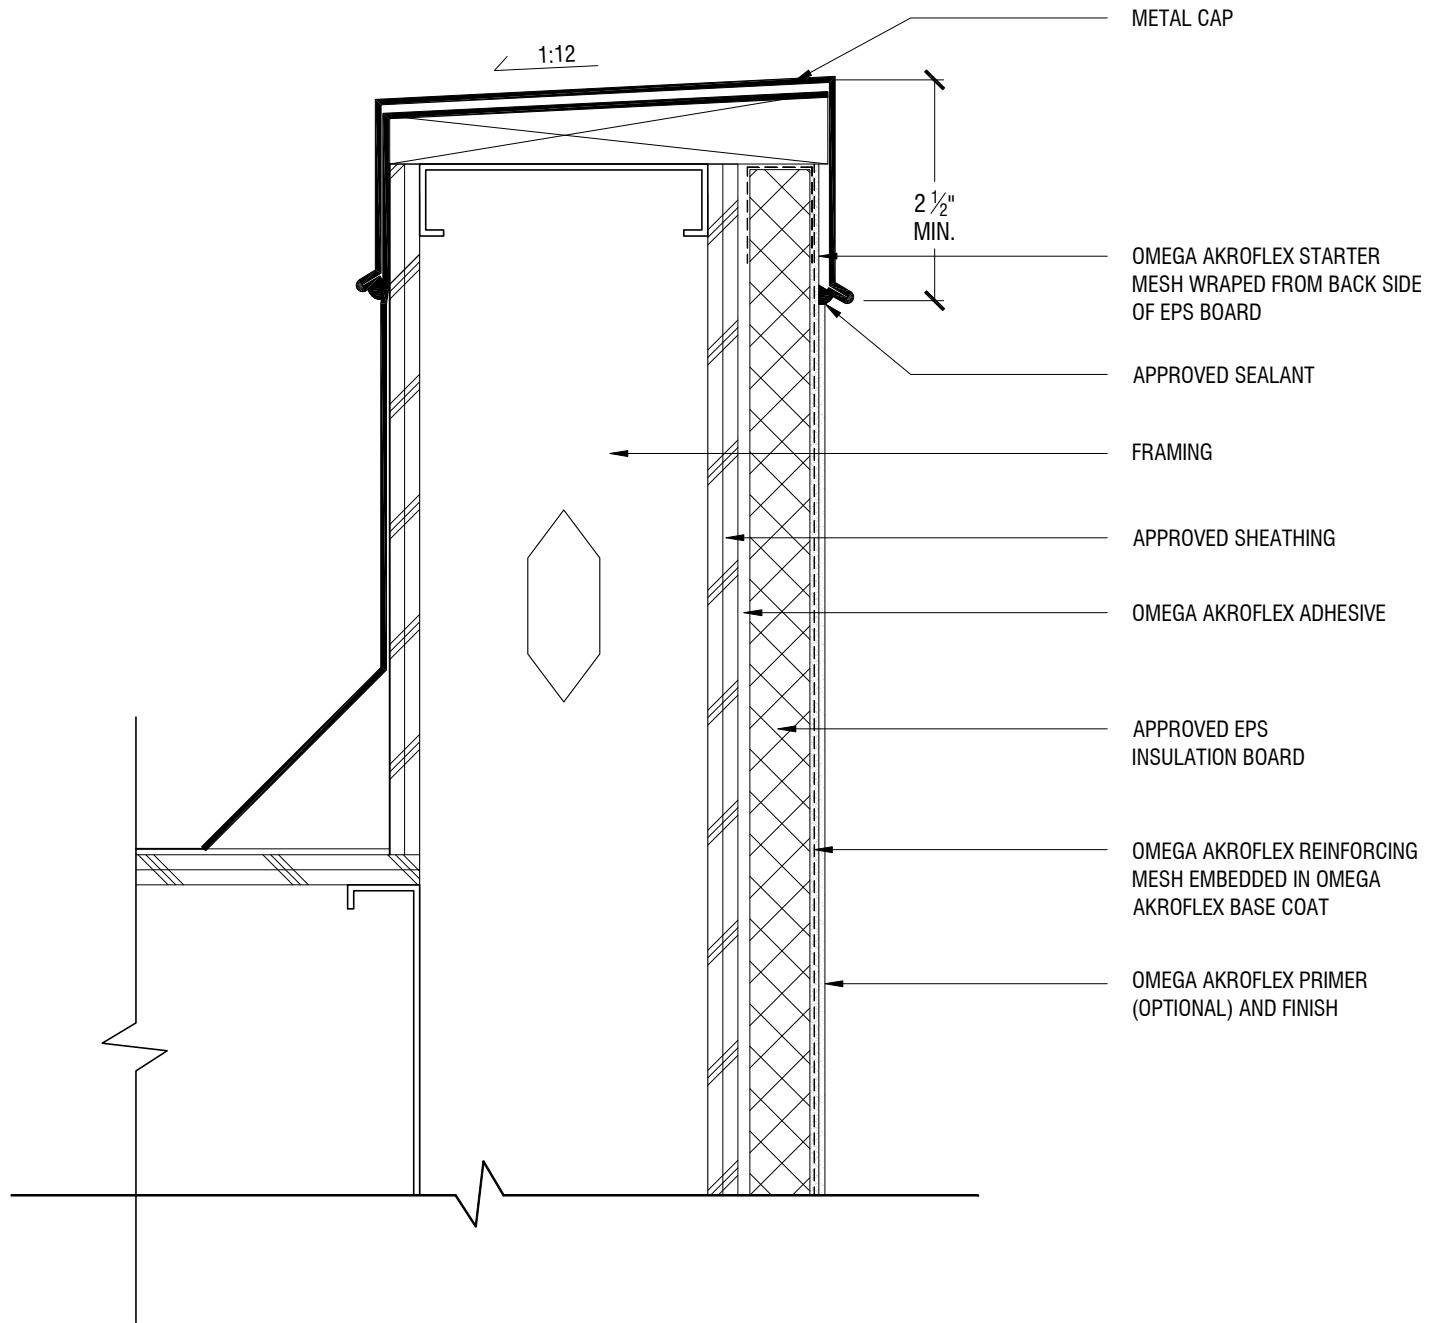 METAL CAP
1:12
2 ½"
MIN.
OMEGA AKROFLEX STARTER
MESH WRAPED FROM BACK SIDE
OF EPS BOARD
APPROVED SEALANT
FRAMING
APPROVED SHEATHING
OMEGA AKROFLEX ADHESIVE
APPROVED EPS
INSULATION BOARD
OMEGA AKROFLEX REINFORCING
MESH EMBEDDED IN OMEGA
AKROFLEX BASE COAT
OMEGA AKROFLEX PRIMER
(OPTIONAL) AND FINISH